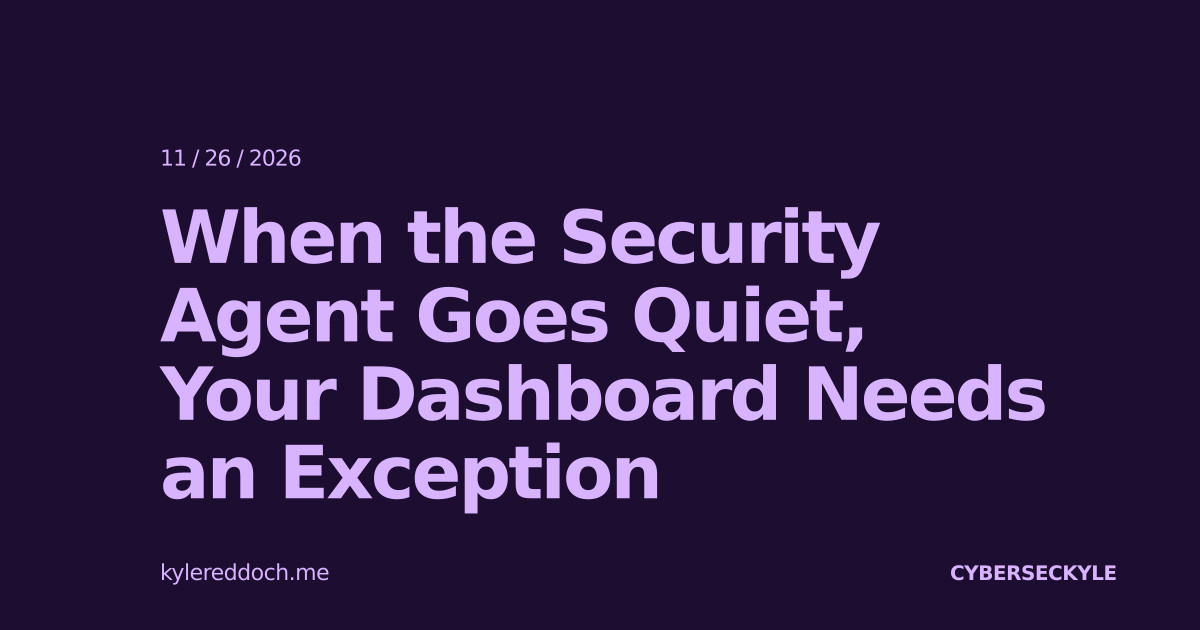 11 / 26 / 2026
When the Security
Agent Goes Quiet,
Your Dashboard Needs
an Exception
kylereddoch.me
CYBERSECKYLE